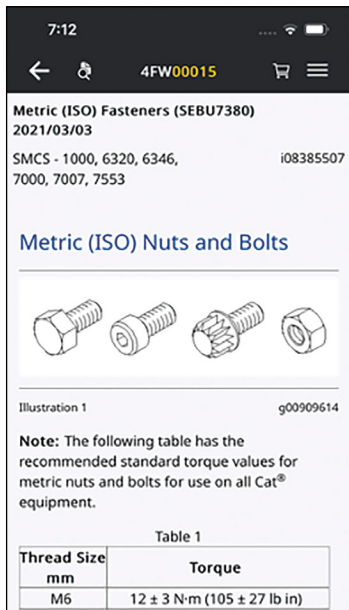 7:12
4FW00015
Metric (ISO) Fasteners (SEBU7380)
2021/03/03
SMCS - 1000, 6320, 6346, i08385507
7000, 7007, 7553
Metric (ISO) Nuts and Bolts
Illustration 1 g00909614
Note: The following table has the
recommended standard torque values for
metric nuts and bolts for use on all Cat®
equipment.
Table 1
Thread Size Torque
mm
M6 12 ± 3 N·m (105 ± 27 lb in)